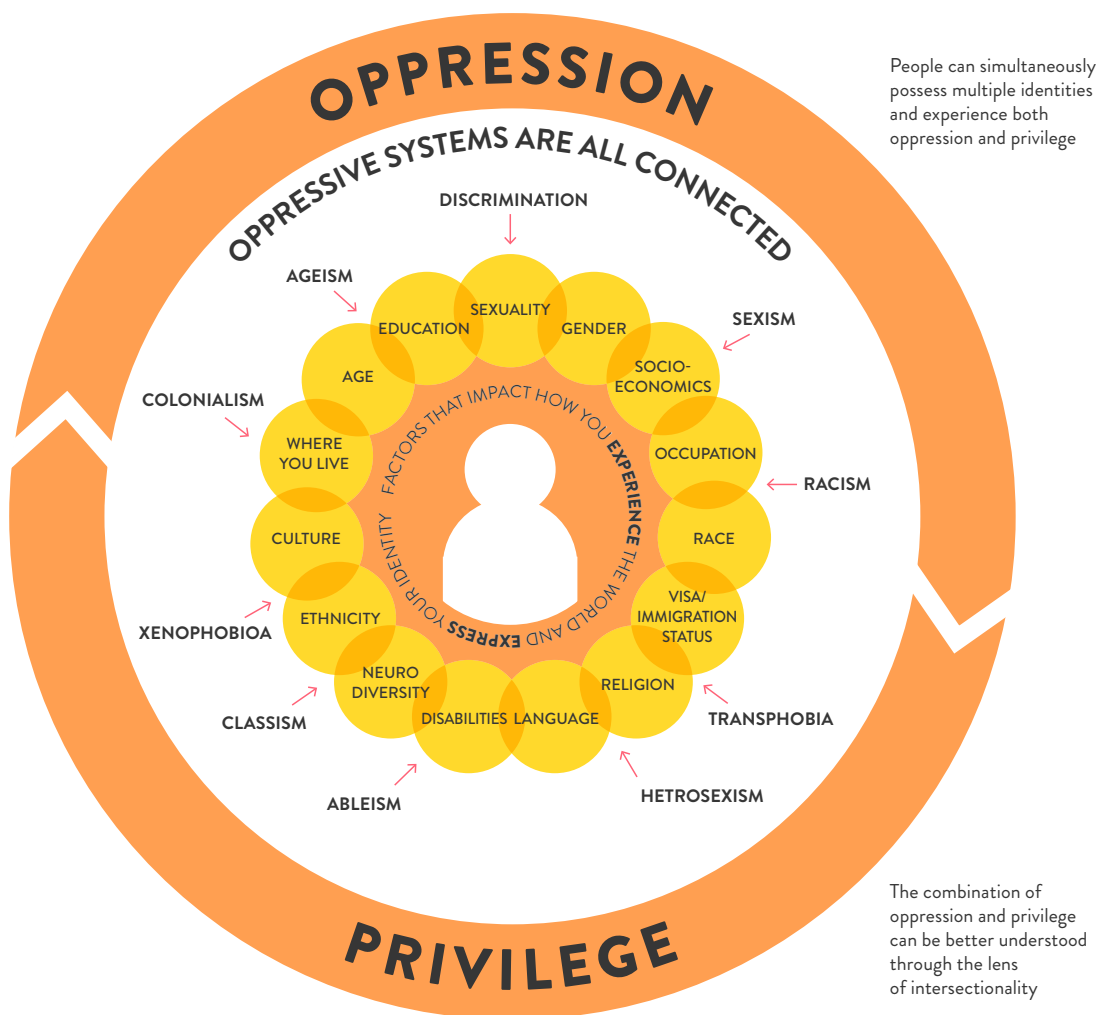 OPPRESSION
People can simultaneously
possess multiple identities
and experience both
oppression and privilege
OPPRESSIVE SYSTEMS ARE ALL CONNECTED
DISCRIMINATION
AGEISM
SEXISM
COLONIALISM
RACISM
XENOPHOBIOA
CLASSISM
TRANSPHOBIA
ABLEISM
HETROSEXISM
SEXUALITY
GENDER
SOCIO-
ECONOMICS
OCCUPATION
RACE
VISA/
IMMIGRATION
STATUS
RELIGION
LANGUAGE
DISABILITIES
NEURO
DIVERSITY
ETHNICITY
CULTURE
WHERE
YOU LIVE
AGE
EDUCATION
FACTORS THAT IMPACT HOW YOU EXPERIENCE THE WORLD AND EXPRESS YOUR IDENTITY
PRIVILEGE
The combination of
oppression and privilege
can be better understood
through the lens
of intersectionality